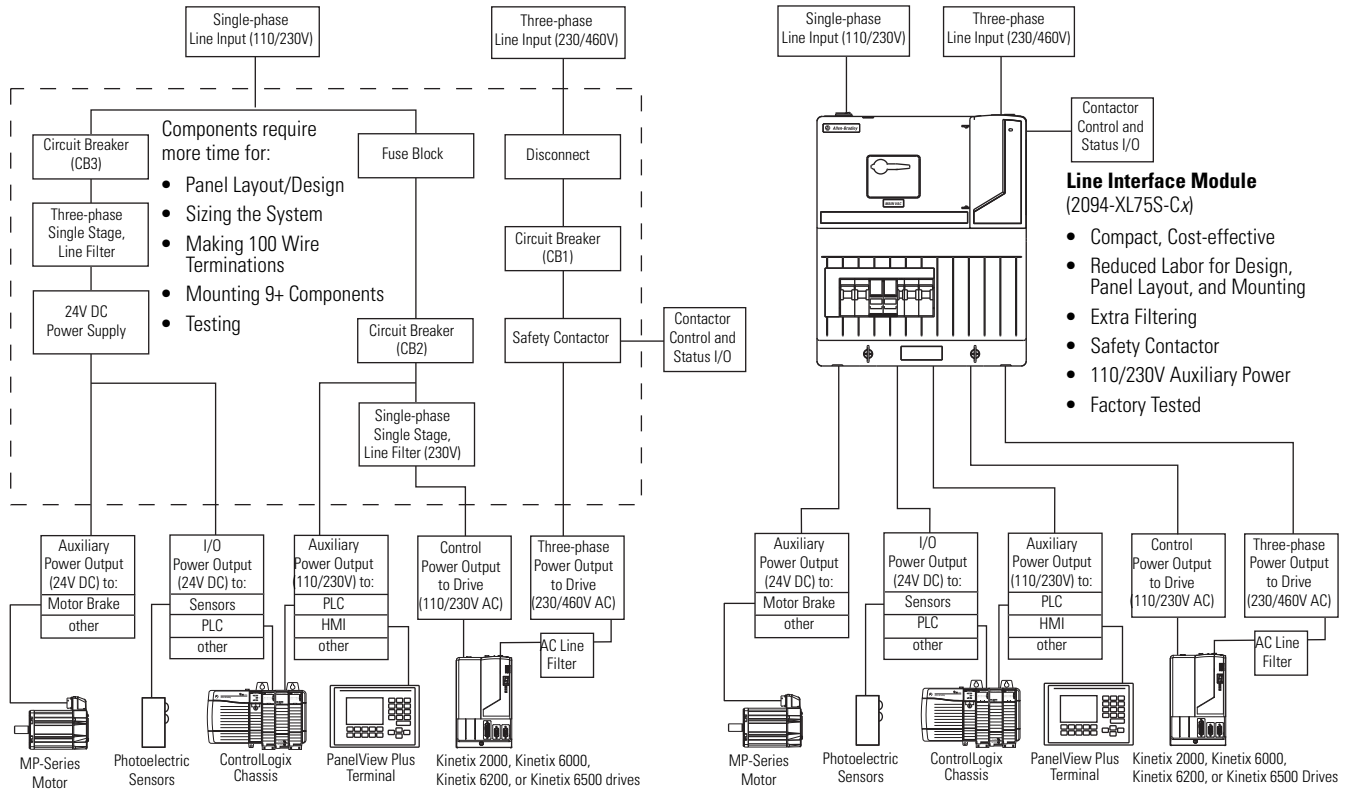 Single-phase
Line Input (110/230V)
Three-phase
Line Input (230/460V)
Circuit Breaker
(CB3)
Three-phase
Single Stage,
Line Filter
24V DC
Power Supply
Components require
more time for:
• Panel Layout/Design
• Sizing the System
• Making 100 Wire
Terminations
• Mounting 9+ Components
• Testing
Fuse Block
Circuit Breaker
(CB2)
Single-phase
Single Stage,
Line Filter (230V)
Disconnect
Circuit Breaker
(CB1)
Safety Contactor
Contactor
Control and
Status I/O
Auxiliary
Power Output
(24V DC) to:
Motor Brake
other
I/O
Power Output
(24V DC) to:
Sensors
PLC
other
Auxiliary
Power Output
(110/230V) to:
PLC
HMI
other
Control
Power Output
to Drive
(110/230V AC)
Three-phase
Power Output
to Drive
(230/460V AC)
AC Line
Filter
MP-Series
Motor
Photoelectric
Sensors
ControlLogix
Chassis
PanelView Plus
Terminal
Kinetix 2000, Kinetix 6000,
Kinetix 6200, or Kinetix 6500 drives
Single-phase
Line Input (110/230V)
Three-phase
Line Input (230/460V)
Allen-Bradley
Contactor
Control and
Status I/O
Line Interface Module
(2094-XL75S-Cx)
• Compact, Cost-effective
• Reduced Labor for Design,
Panel Layout, and Mounting
• Extra Filtering
• Safety Contactor
• 110/230V Auxiliary Power
• Factory Tested
Auxiliary
Power Output
(24V DC) to:
Motor Brake
other
I/O
Power Output
(24V DC) to:
Sensors
PLC
other
Auxiliary
Power Output
(110/230V) to:
PLC
HMI
other
Control
Power Output
to Drive
(110/230V AC)
Three-phase
Power Output
to Drive
(230/460V AC)
AC Line
Filter
MP-Series
Motor
Photoelectric
Sensors
ControlLogix
Chassis
PanelView Plus
Terminal
Kinetix 2000, Kinetix 6000,
Kinetix 6200, or Kinetix 6500 Drives